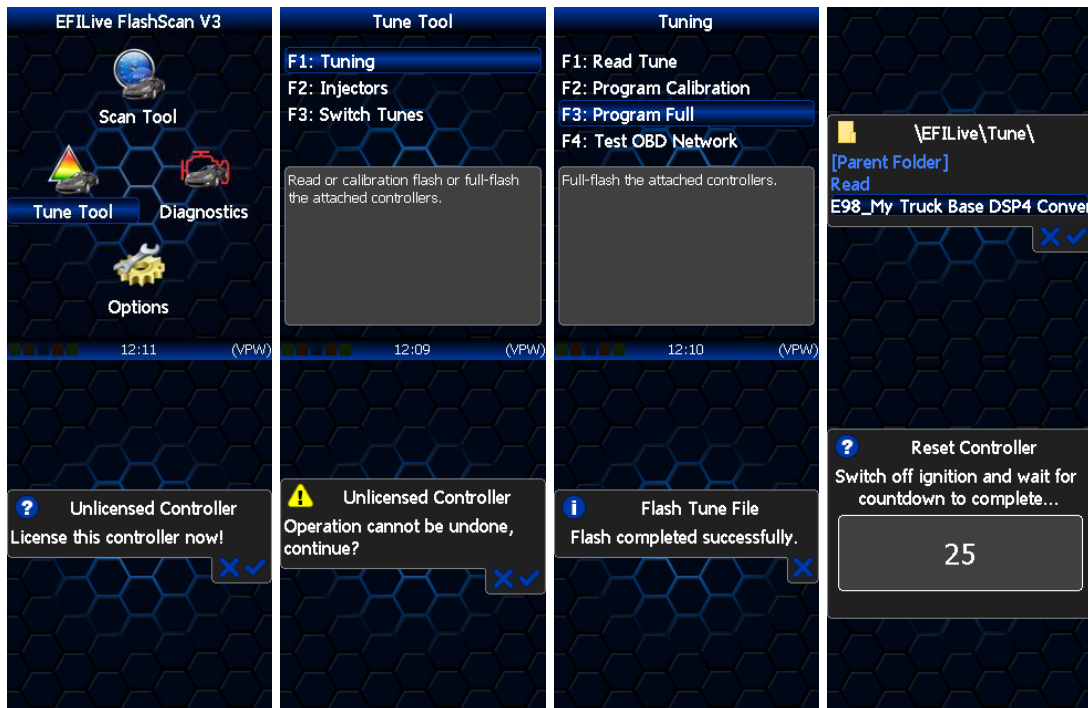 EFILive FlashScan V3
Scan Tool
Tune Tool
Diagnostics
Options
12:11
(VPW)
Tune Tool
F1: Tuning
F2: Injectors
F3: Switch Tunes
Read or calibration flash or full-flash
the attached controllers.
12:09
(VPW)
Tuning
F1: Read Tune
F2: Program Calibration
F3: Program Full
F4: Test OBD Network
Full-flash the attached controllers.
12:10
(VPW)
\EFILive\Tune\
[Parent Folder]
Read
E98_My Truck Base DSP4 Conver
Unlicensed Controller
License this controller now!
Unlicensed Controller
Operation cannot be undone,
continue?
Flash Tune File
Flash completed successfully.
Reset Controller
Switch off ignition and wait for
countdown to complete...
25